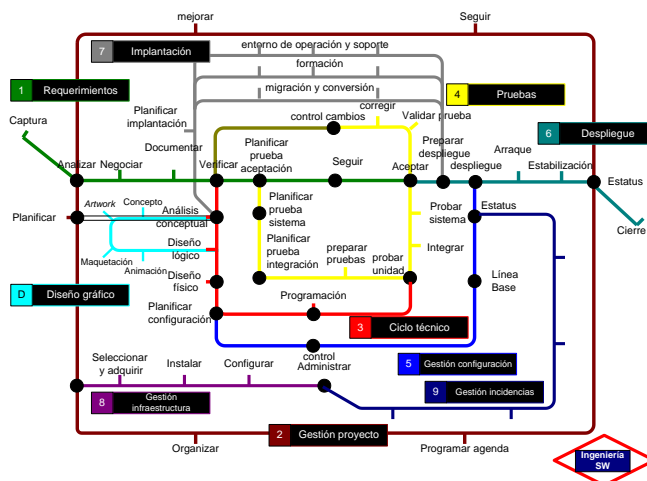 mejorar
Seguir
7 Implantación
entorno de operación y soporte
formación
migración y conversión
1 Requerimientos
4 Pruebas
corregir
Planificar
implantación
control cambios
Validar prueba
Captura
6 Despliegue
Documentar
Planificar
prueba
aceptación
Preparar
despliegue
Arraque
Analizar
Negociar
Verificar
Seguir
Aceptar
despliegue
Estabilización
Estatus
Artwork
Concepto
Planificar
Análisis
conceptual
Planificar
prueba
sistema
Probar
sistema
Estatus
Cierre
Diseño
lógico
Planificar
prueba
integración
preparar
pruebas
probar
unidad
Integrar
Maquetación
Animación
Diseño
físico
Línea
Base
D Diseño gráfico
Planificar
configuración
Programación
3 Ciclo técnico
Seleccionar
y adquirir
Instalar
Configurar
control
Administrar
5 Gestión configuración
8 Gestión
infraestructura
9 Gestión incidencias
2 Gestión proyecto
Organizar
Programar agenda
Ingeniería
SW